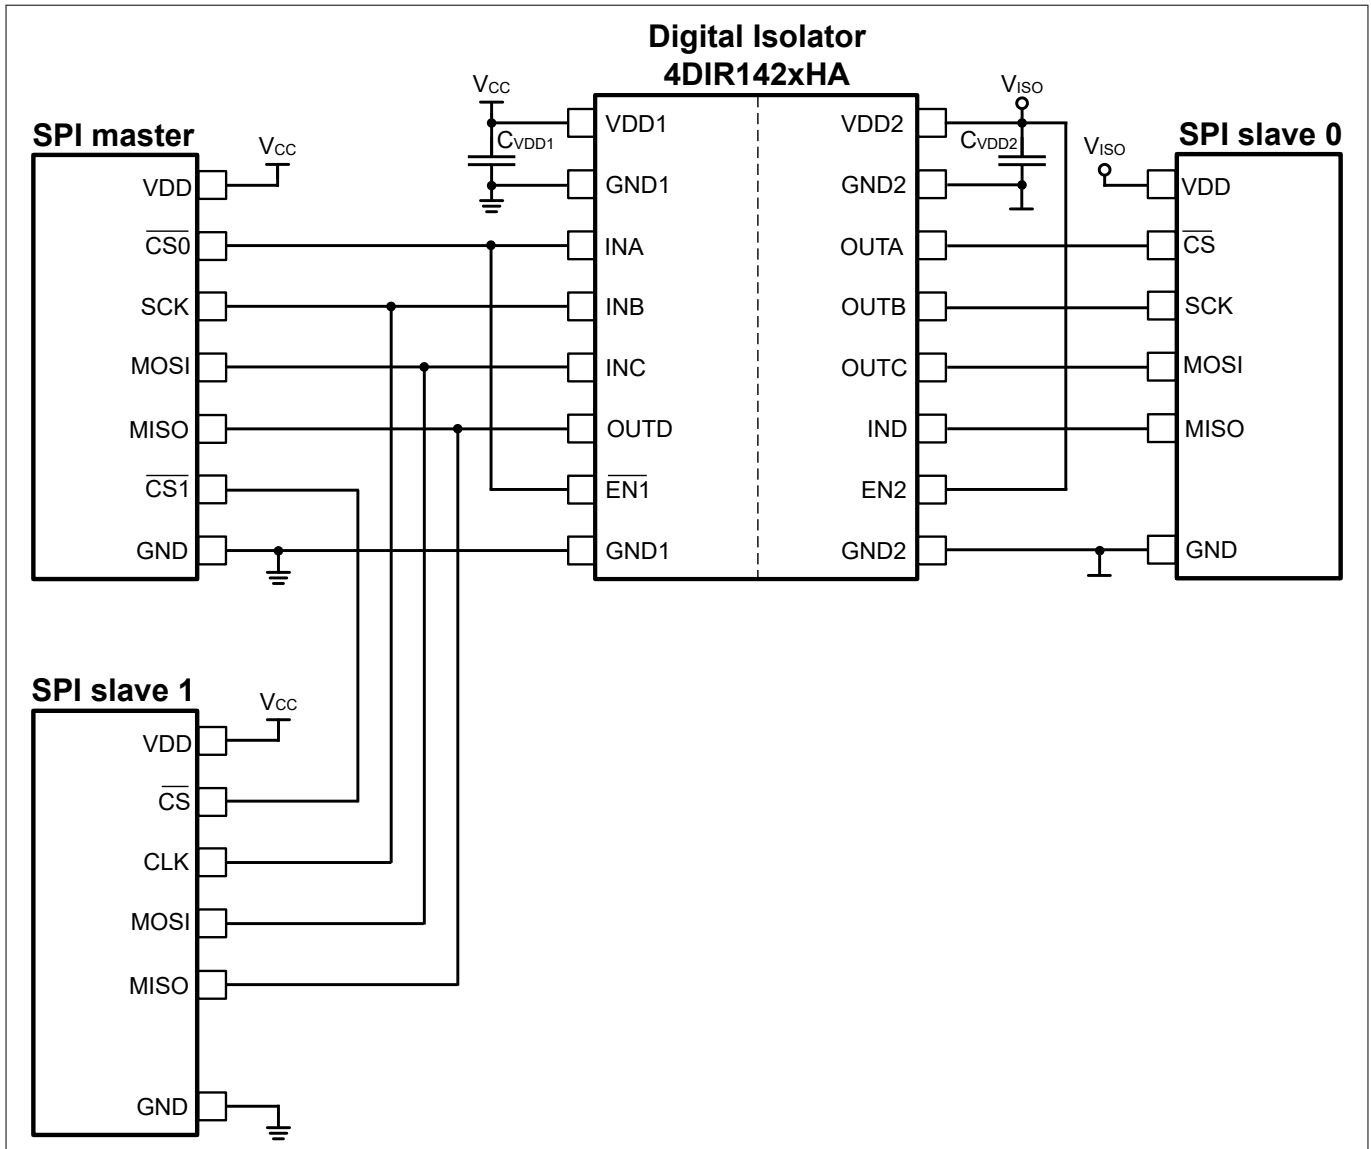 Digital Isolator
4DIR142xHA
SPI master
VCC
VDD
CS0
SCK
MOSI
MISO
CS1
GND
VCC
CVDD1
VDD1
GND1
INA
INB
INC
OUTD
EN1
GND1
VISO
CVDD2
VDD2
GND2
OUTA
OUTB
OUTC
IND
EN2
GND2
SPI slave 0
VISO
VDD
CS
SCK
MOSI
MISO
GND
SPI slave 1
VCC
VDD
CS
CLK
MOSI
MISO
GND